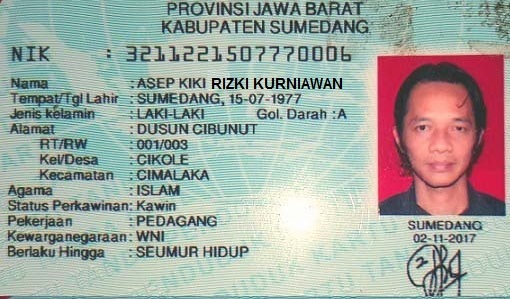 PROVINSI JAWA BARAT
KABUPATEN SUMEDANG
NIK : 3211221507770006
Nama : ASEP KIKI RIZKI KURNIAWAN
Tempat/Tgl Lahir : SUMEDANG, 15-07-1977
Jenis kelamin : LAKI-LAKI Gol. Darah :A
Alamat : DUSUN CIBUNUT
RT/RW : 001/003
Kel/Desa : CIKOLE
Kecamatan : CIMALAKA
Agama : ISLAM
Status Perkawinan: Kawin
Pekerjaan : PEDAGANG
Kewarganegaraan: WNI
Berlaku Hingga : SEUMUR HIDUP
SUMEDANG
02-11-2017